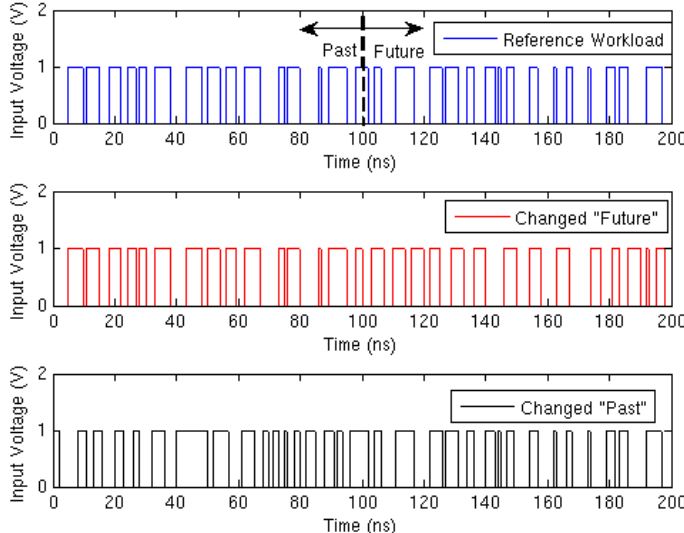 2
1
0
Input Voltage (V)
Past
Future
Reference Workload
0 20 40 60 80 100 120 140 160 180 200
Time (ns)
2
1
0
Input Voltage (V)
Changed "Future"
0 20 40 60 80 100 120 140 160 180 200
Time (ns)
2
1
0
Input Voltage (V)
Changed "Past"
0 20 40 60 80 100 120 140 160 180 200
Time (ns)